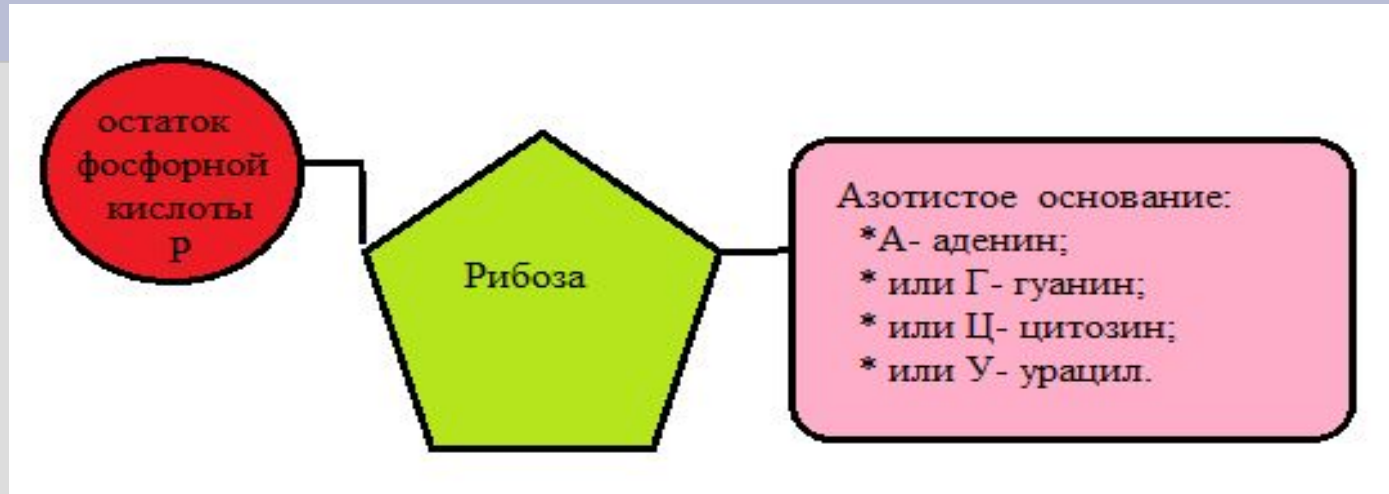 остаток
фосфорной
кислоты
Р
Рибоза
Азотистое основание:
*А- аденин;
* или Г- гуанин;
* или Ц- цитозин;
* или У- урацил.